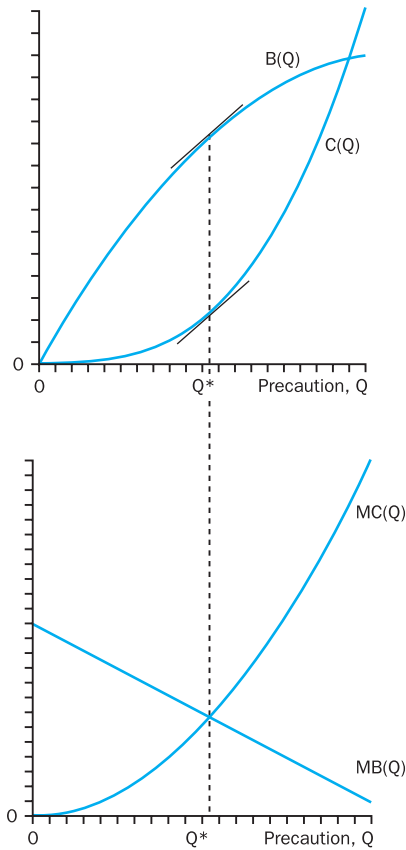 B(Q)
C(Q)
0
0 Q* Precaution, Q
MC(Q)
MB(Q)
0
0 Q* Precaution, Q